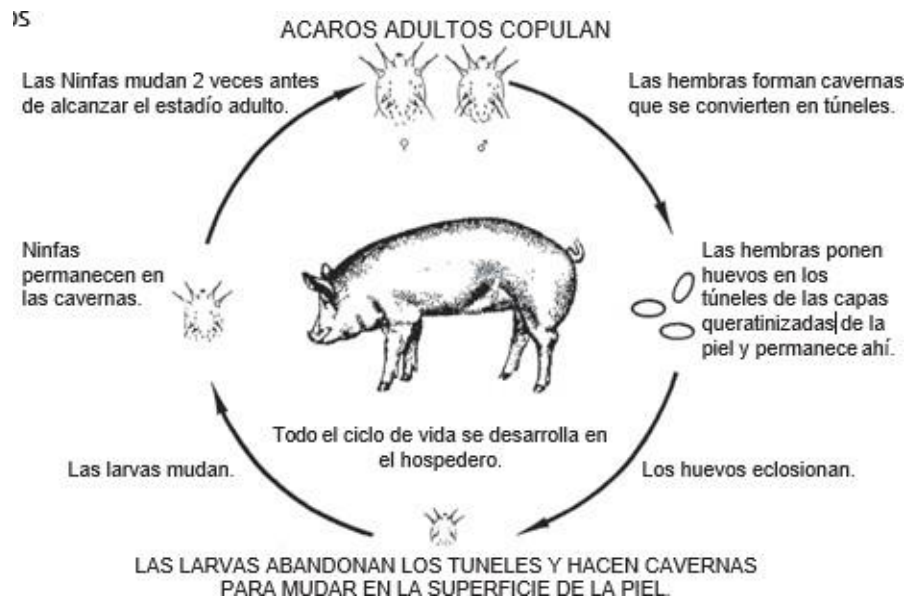 OS
ACAROS ADULTOS COPULAN
Las Ninfas mudan 2 veces antes
de alcanzar el estadío adulto.
Las hembras forman cavernas
que se convierten en túneles.
♀ ♂
Ninfas
permanecen en
las cavernas.
Las hembras ponen
huevos en los
túneles de las capas
queratinizadas de la
piel y permanece ahí.
Todo el ciclo de vida se desarrolla en
el hospedero.
Las larvas mudan.
Los huevos eclosionan.
LAS LARVAS ABANDONAN LOS TUNELES Y HACEN CAVERNAS
PARA MUDAR EN LA SUPERFICIE DE LA PIEL.